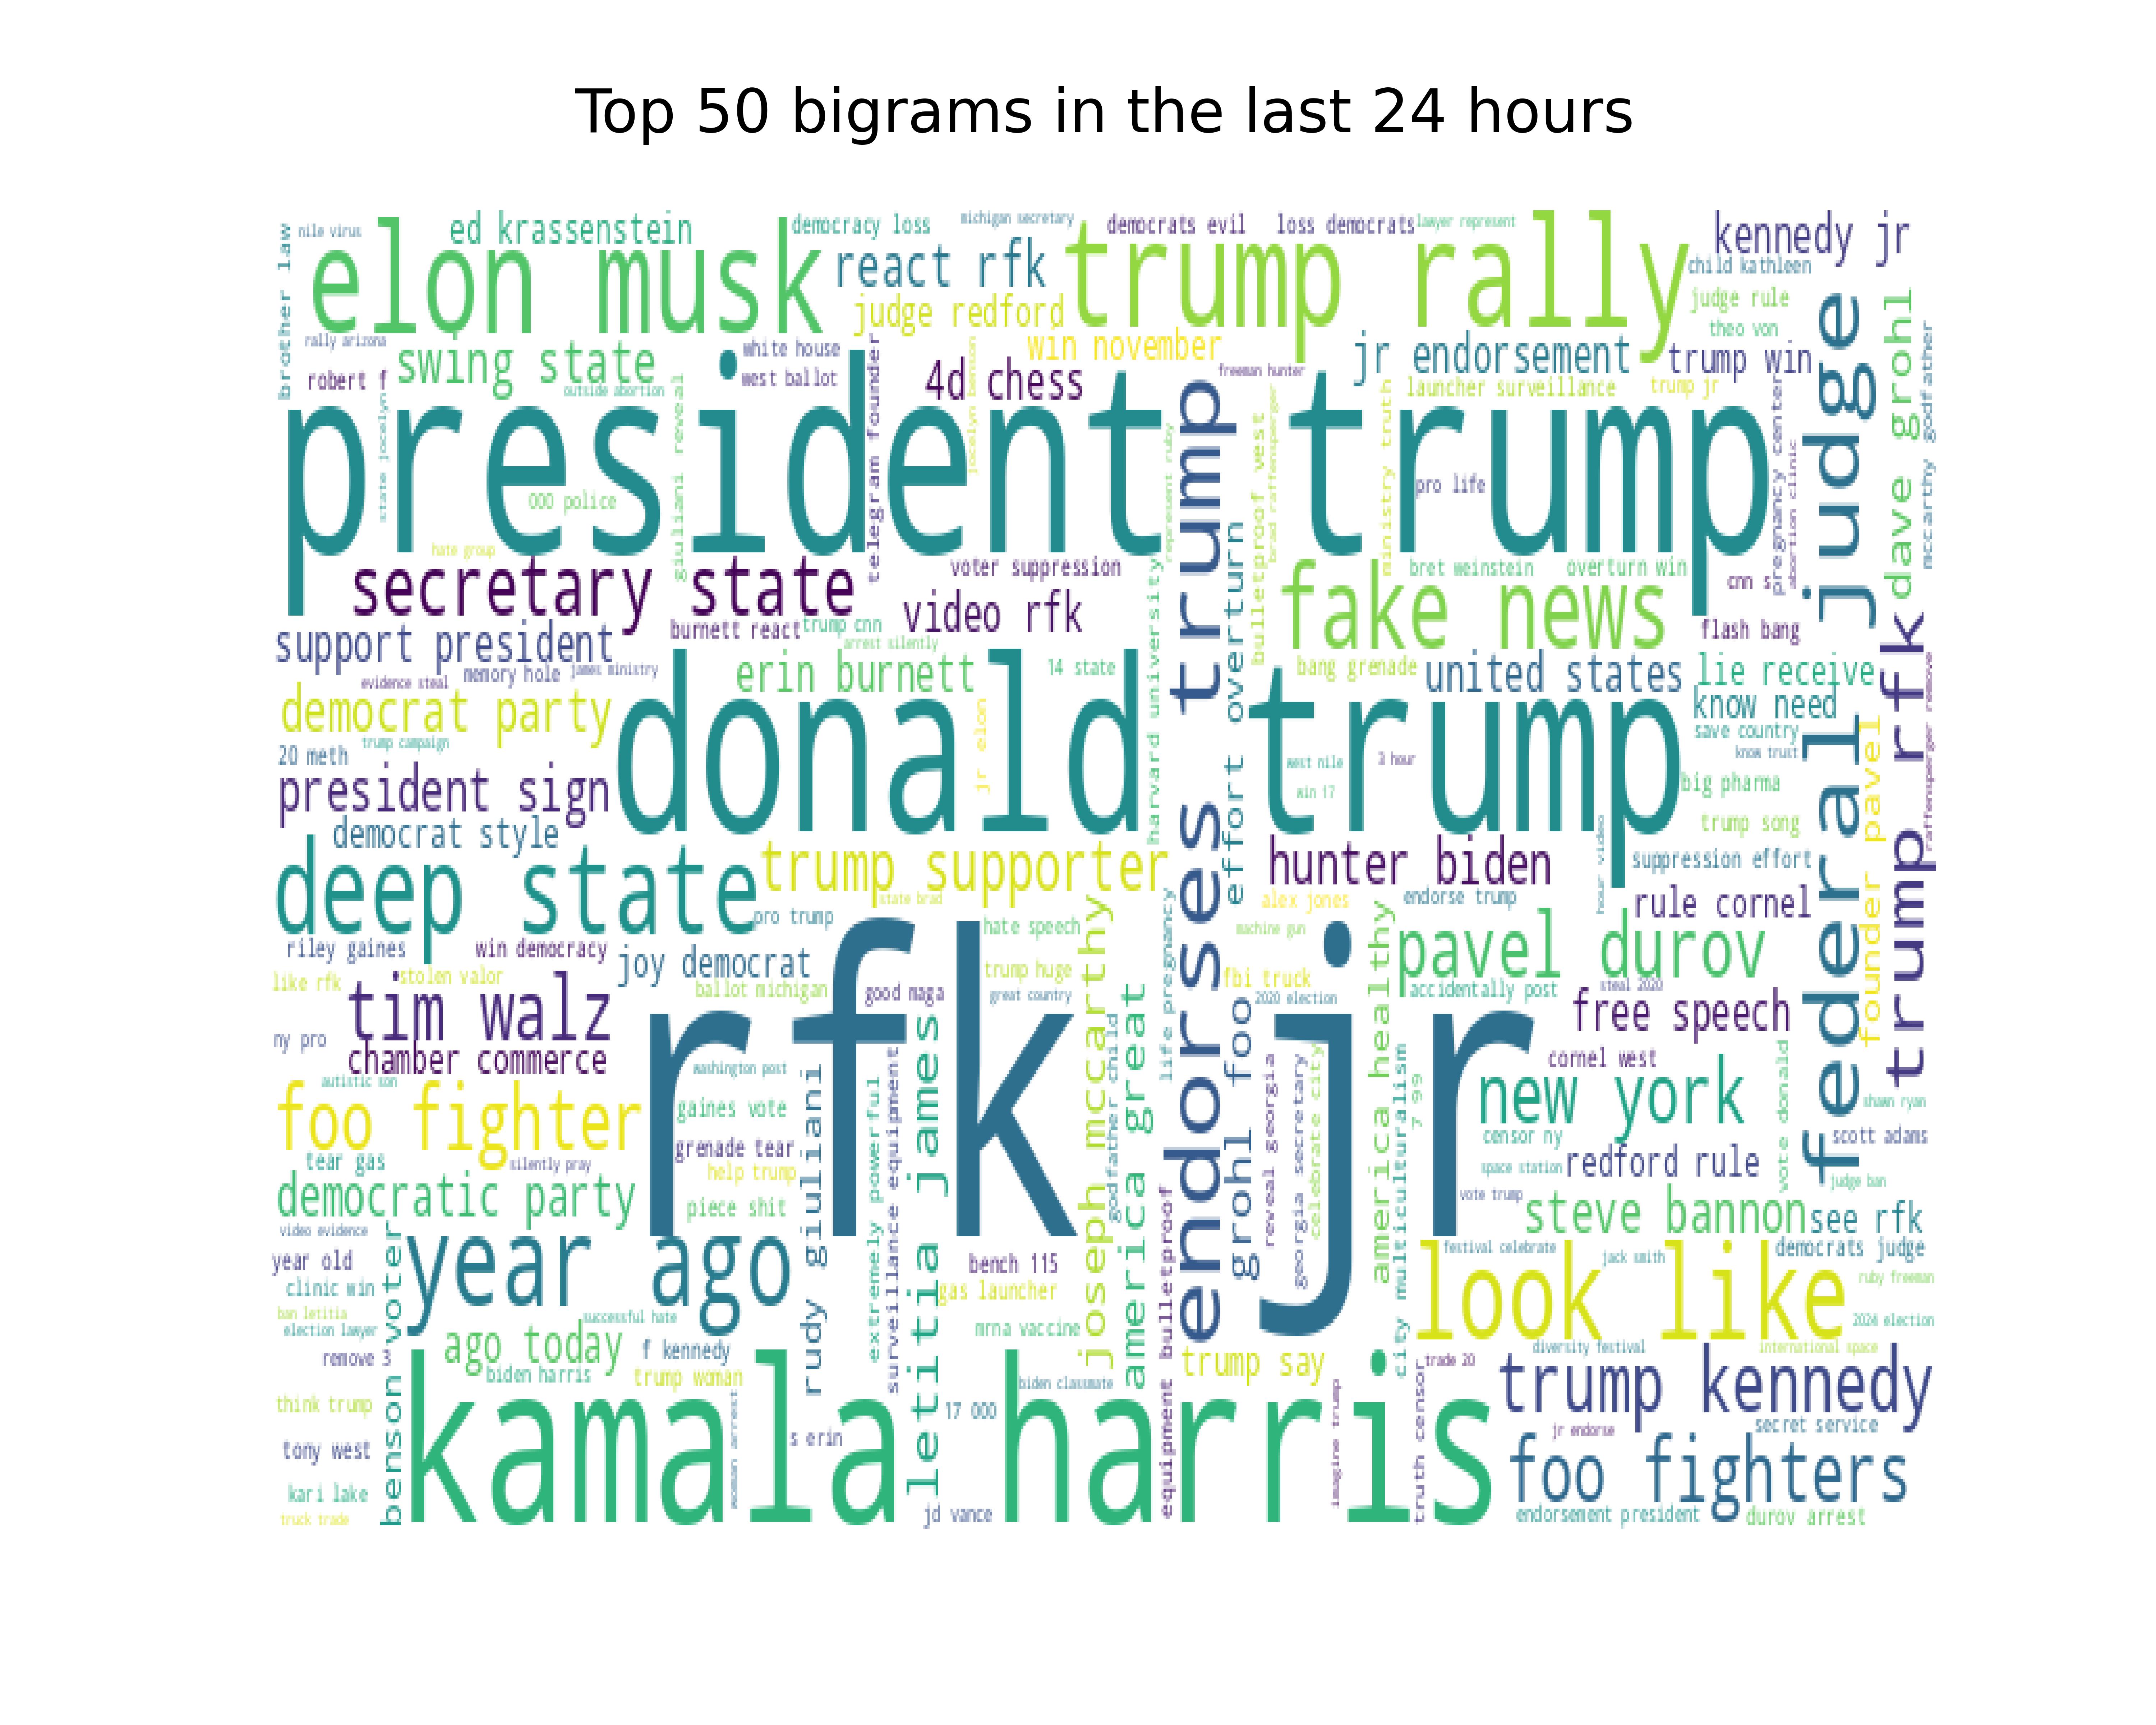 Top 50 bigrams in the last 24 hours
brother law
nile virus
elon musk
ed krassenstein
democracy loss
michigan secretary
democrats evil
loss democrats
lawyer represent
kennedy jr
react rfk
trump rally
child kathleen
judge redford
judge rule
theo von
rally arizona
swing state
white house
win november
jr endorsement
trump win
robert f
outside abortion
west ballot
4d chess
freeman hunter
launcher surveillance
trump jr
federal judge
dave grohl
mccarthy godfather
president trump
state jocelyn
giuliani reveal
telegram founder
jocelyn benson
represent ruby
endorses trump
effort overturn
bulletproof vest
brad raffensperger
ministry truth
pro life
pregnancy center
abortion clinic
000 police
hate group
secretary state
voter suppression
fake news
bret weinstein
overturn win
cnn s
video rfk
burnett react
trump cnn
flash bang
support president
arrest silently
memory hole
james ministry
evidence steal
erin burnett
14 state
bang grenade
united states
lie receive
know need
democrat party
donald trump
jr elon
harvard university
save country
know trust
20 meth
trump campaign
west nile
3 hour
win 17
big pharma
president sign
democrat style
trump song
founder pavel
trump rfk
raffensperger remove
deep state
trump supporter
hunter biden
hour video
suppression effort
state brad
alex jones
endorse trump
rule cornel
pro trump
hate speech
machine gun
pavel durov
riley gaines
win democracy
joy democrat
like rfk
stolen valor
trump huge
fbi truck
accidentally post
steal 2020
tim walz
ballot michigan
good maga
great country
2020 election
free speech
ny pro
chamber commerce
rfk jr
joseph mccarthy
america great
life pregnancy
grohl foo
america healthy
cornel west
autistic son
washington post
new york
vote donald
shawn ryan
foo fighter
gaines vote
rudy giuliani
extremely powerful
surveillance equipment
letitia james
godfather child
reveal georgia
georgia secretary
celebrate city
city multiculturalism
7 99
censor ny
scott adams
grenade tear
tear gas
silently pray
help trump
space station
redford rule
judge ban
democratic party
piece shit
vote trump
steve bannon
see rfk
video evidence
year old
year ago
bench 115
festival celebrate
jack smith
democrats judge
clinic win
gas launcher
look like
ruby freeman
ban letitia
election lawyer
benson voter
successful hate
mrna vaccine
2024 election
remove 3
ago today
f kennedy
biden harris
trump woman
biden classmate
equipment bulletproof
trump say
diversity festival
international space
trade 20
trump kennedy
think trump
kamala harris
woman arrest
17 000
imagine trump
truth censor
jr endorse
secret service
tony west
s erin
foo fighters
kari lake
truck trade
jd vance
endorsement president
durov arrest